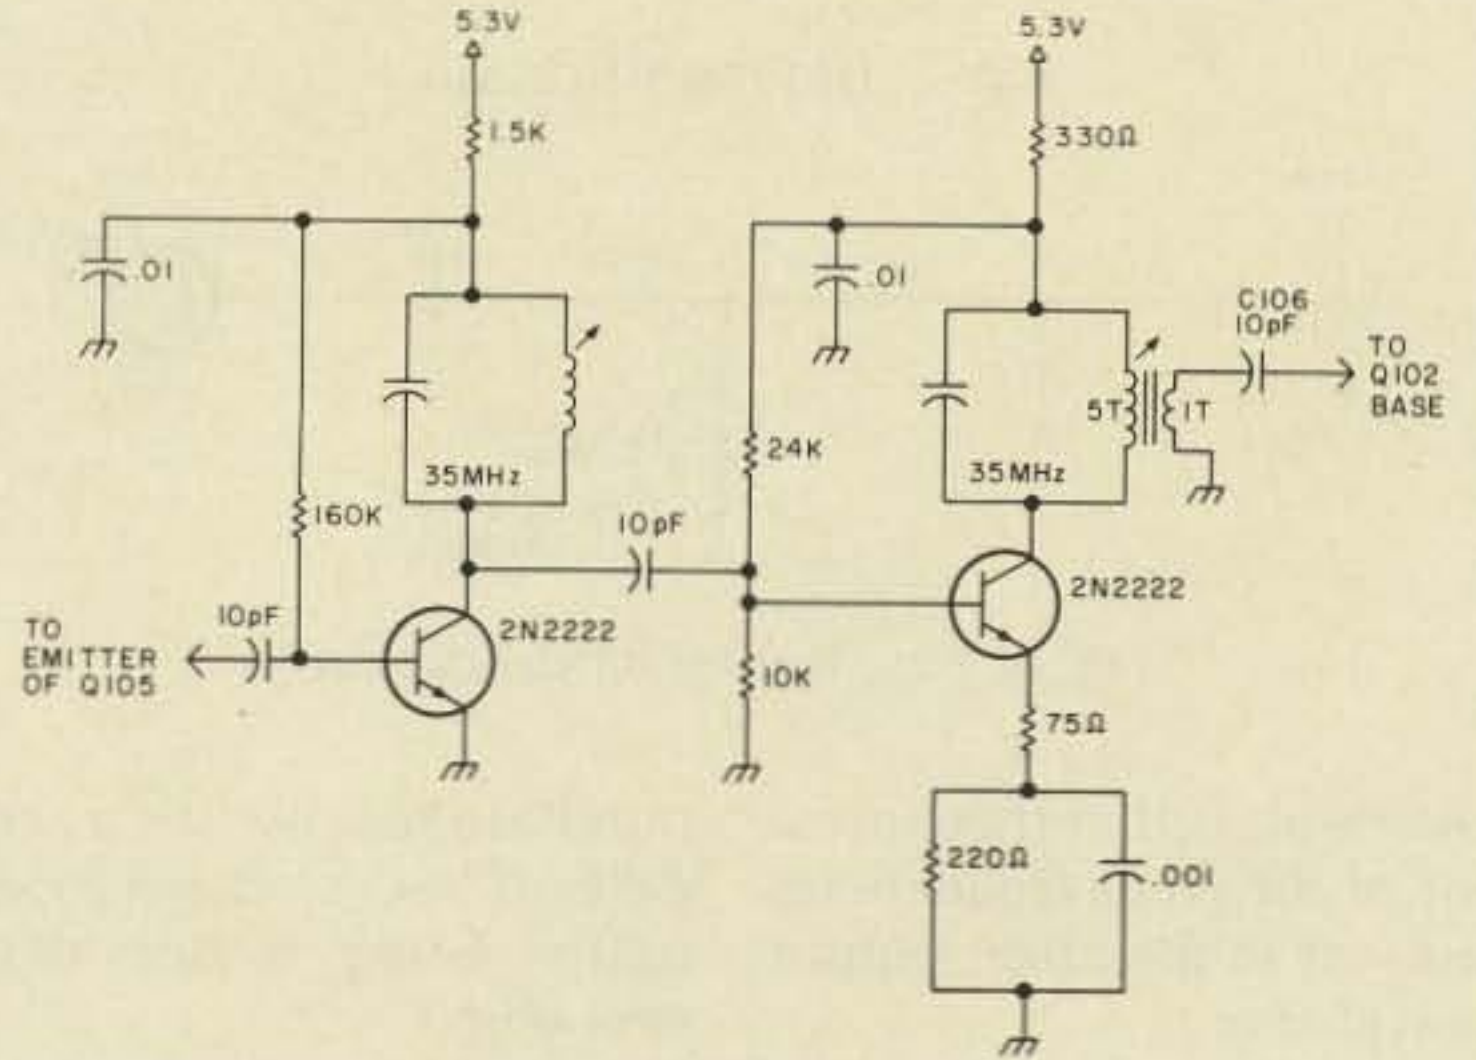 5.3V
5.3V
1.5K
330Ω
.01
.01
C106
10pF
TO
Q102
BASE
5T
1T
24K
35MHz
35MHz
160K
10pF
10pF
2N2222
2N2222
TO
EMITTER
OF Q105
10K
75Ω
220Ω
.001